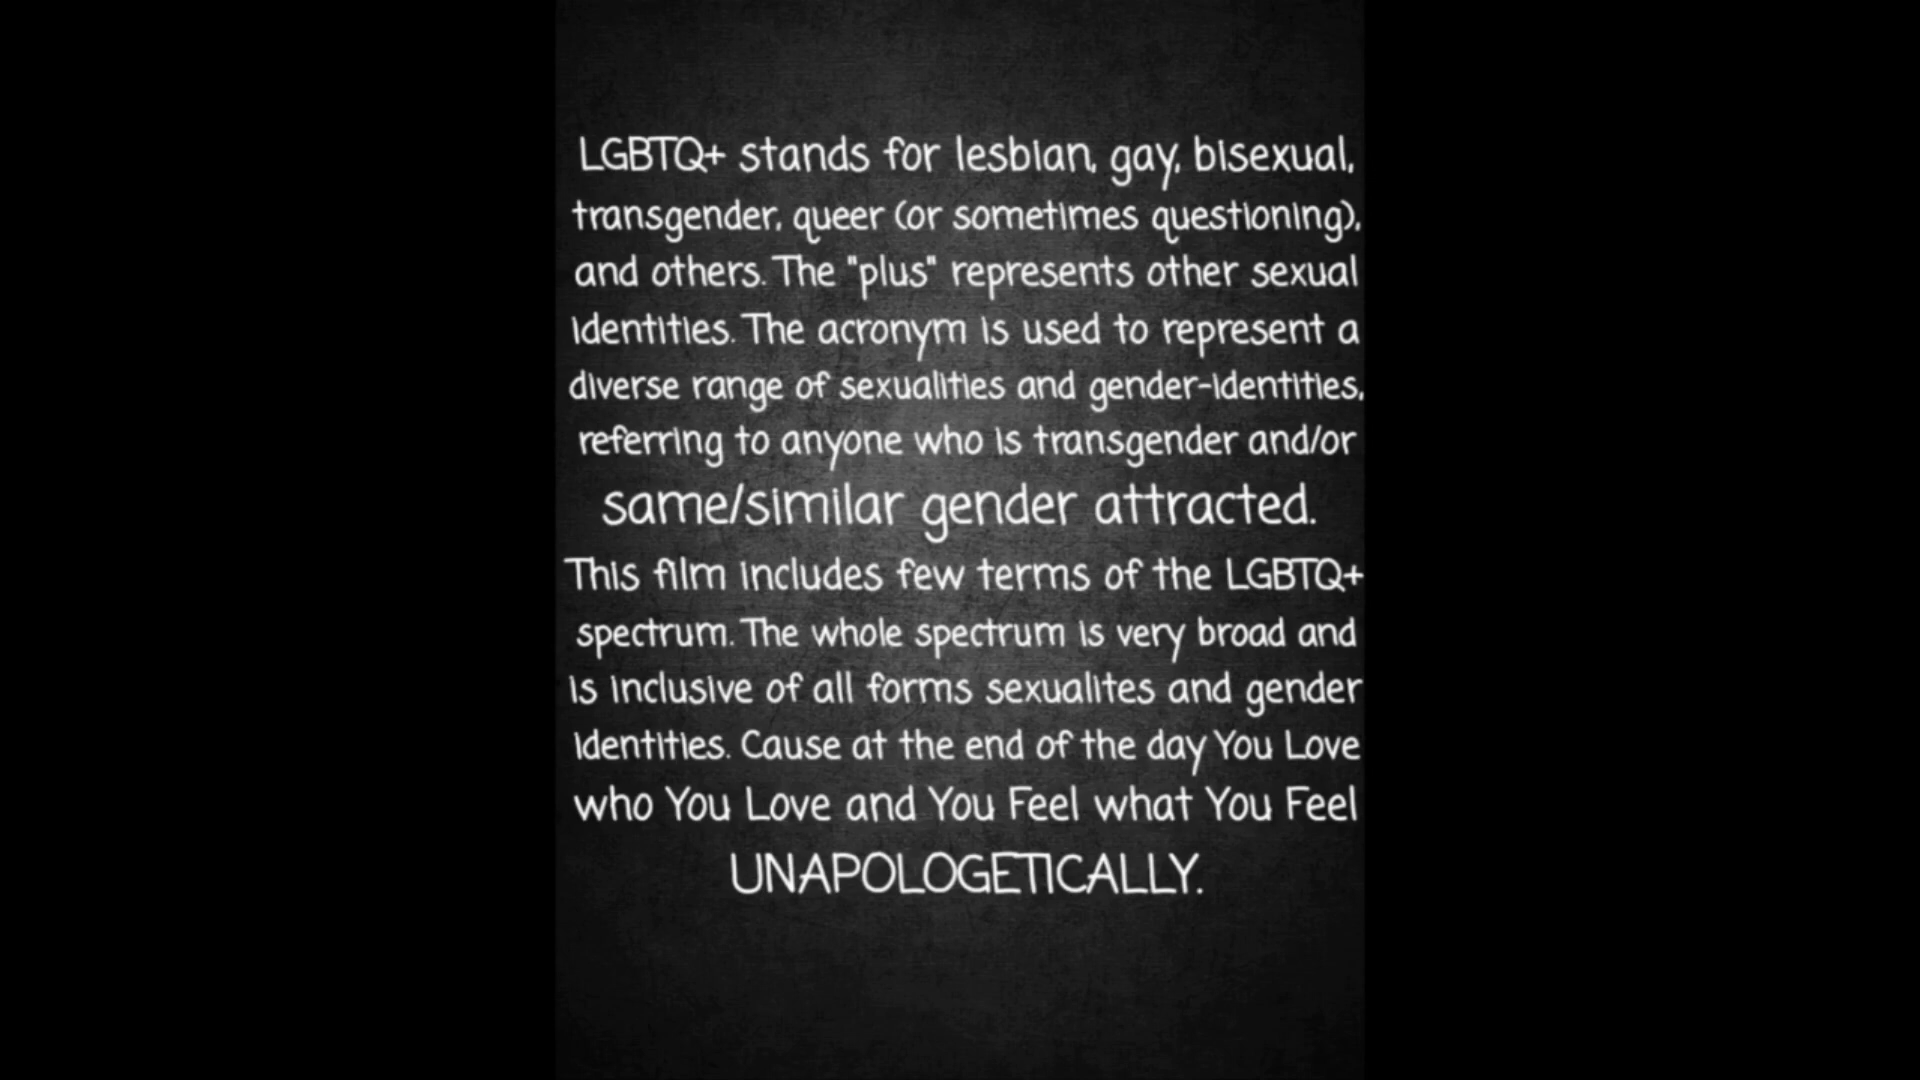 LGBTQ+ stands for lesbian, gay, bisexual,
transgender, queer (or sometimes questioning),
and others. The "plus" represents other sexual
identities. The acronym is used to represent a
diverse range of sexualities and gender-identities,
referring to anyone who is transgender and/or
same/similar gender attracted.
This film includes few terms of the LGBTQ+
spectrum. The whole spectrum is very broad and
is inclusive of all forms sexualites and gender
identities. Cause at the end of the day You Love
who You Love and You Feel what You Feel
UNAPOLOGETICALLY.